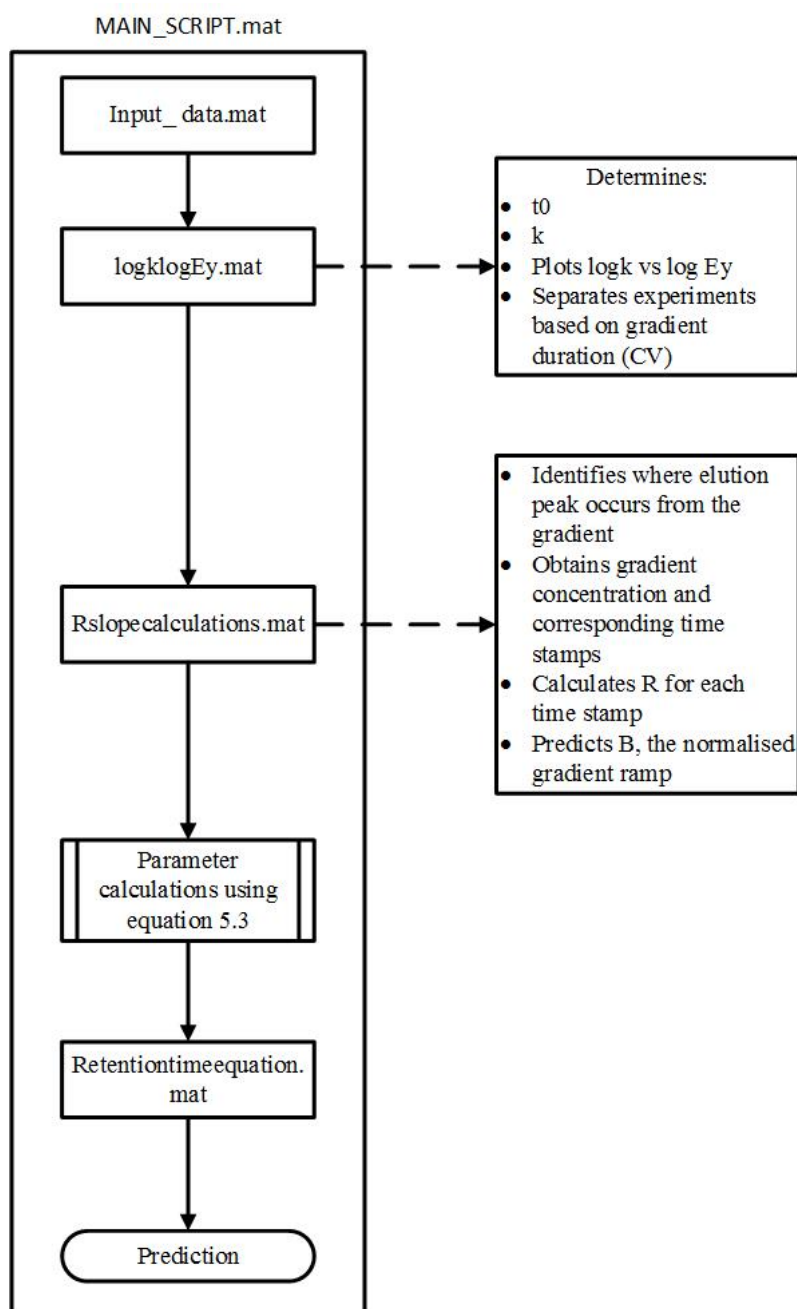 MAIN_SCRIPT.mat
Input_ data.mat
logklogEy.mat
Determines:
• t0
• k
• Plots logk vs log Ey
• Separates experiments
based on gradient
duration (CV)
Rslopecalculations.mat
• Identifies where elution
peak occurs from the
gradient
• Obtains gradient
concentration and
corresponding time
stamps
• Calculates R for each
time stamp
• Predicts B, the normalised
gradient ramp
Parameter
calculations using
equation 5.3
Retentiontimeequation.
mat
Prediction